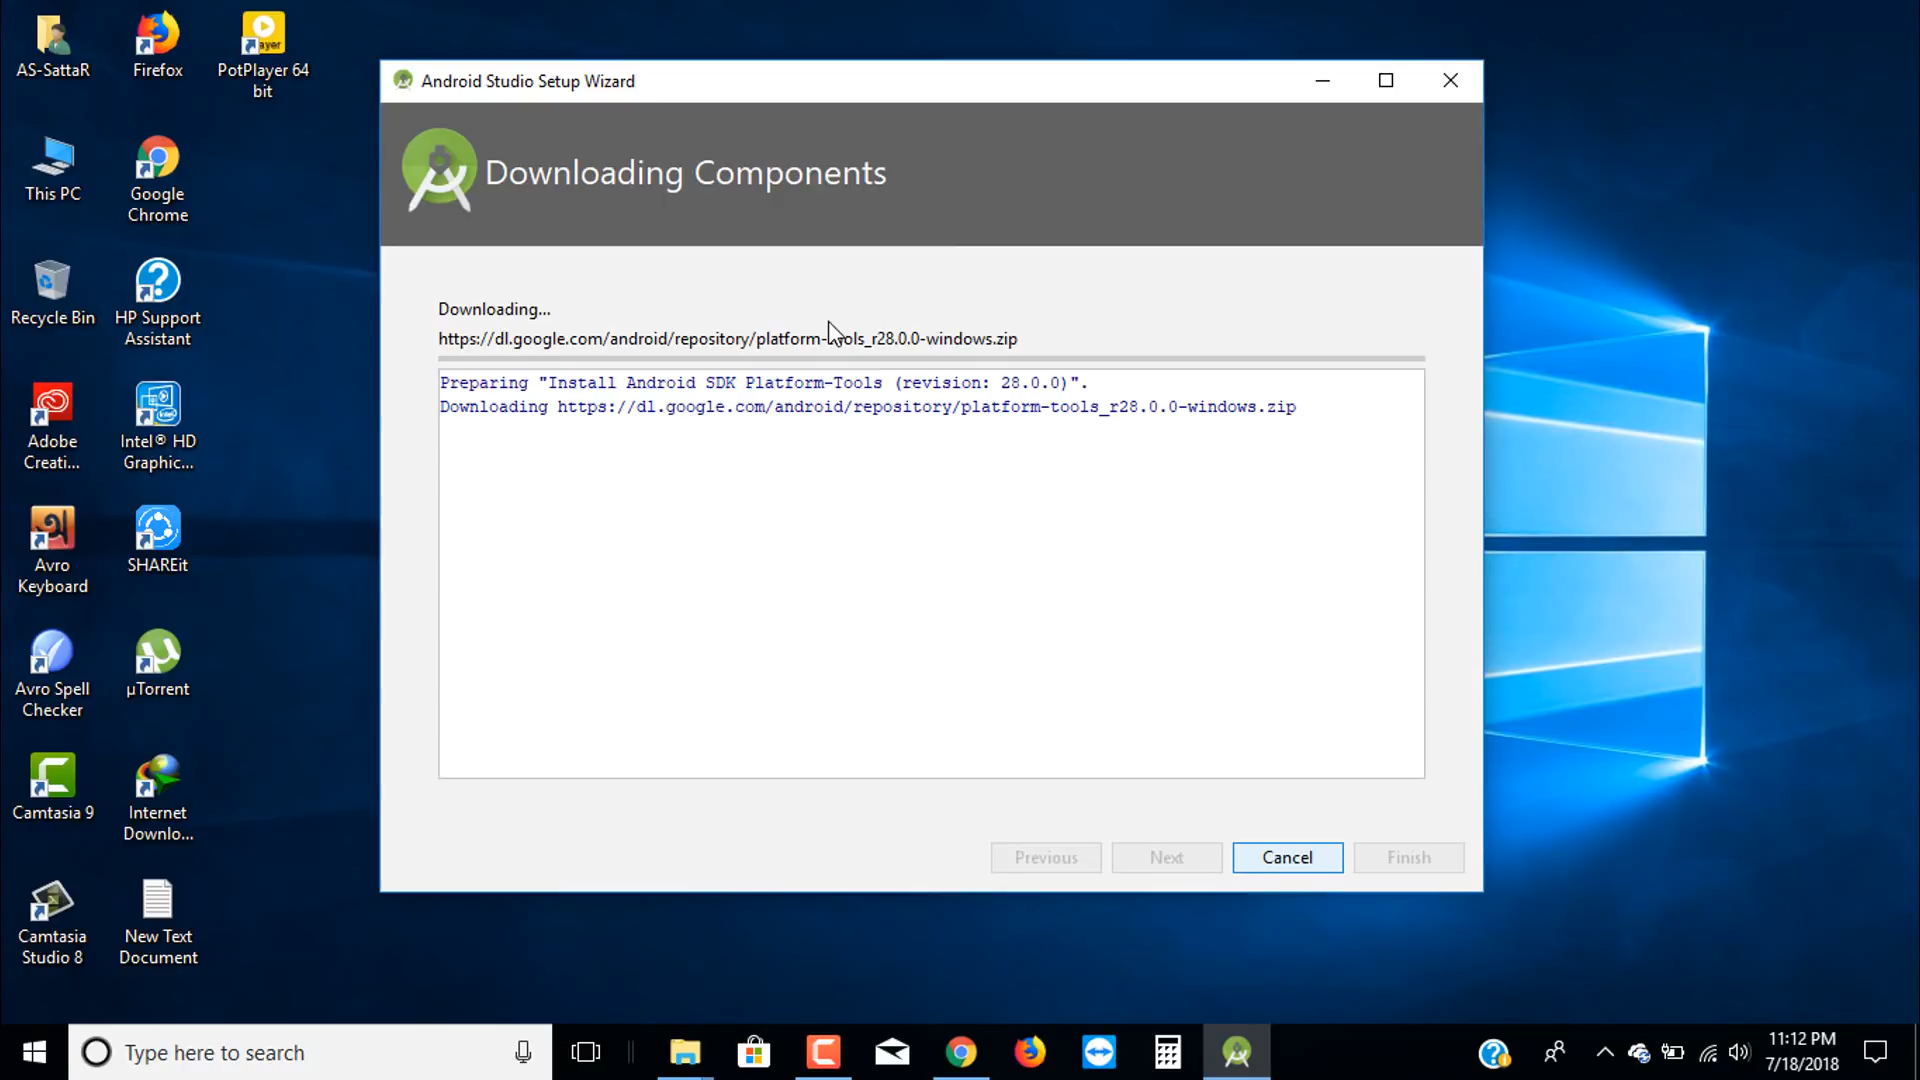 AS-SattaR
Firefox
PotPlayer 64
bit
ayer
This PC
Google
Chrome
Recycle Bin
HP Support
Assistant
Adobe
Creati...
Intel® HD
Graphic...
Avro
Keyboard
SHAREit
Avro Spell
Checker
µTorrent
Camtasia 9
Internet
Downlo...
Camtasia
Studio 8
New Text
Document
Android Studio Setup Wizard
Downloading Components
Downloading...
https://dl.google.com/android/repository/platform-tools_r28.0.0-windows.zip
Preparing "Install Android SDK Platform-Tools (revision: 28.0.0)".
Downloading https://dl.google.com/android/repository/platform-tools_r28.0.0-windows.zip
Previous
Next
Cancel
Finish
Type here to search
11:12 PM
7/18/2018